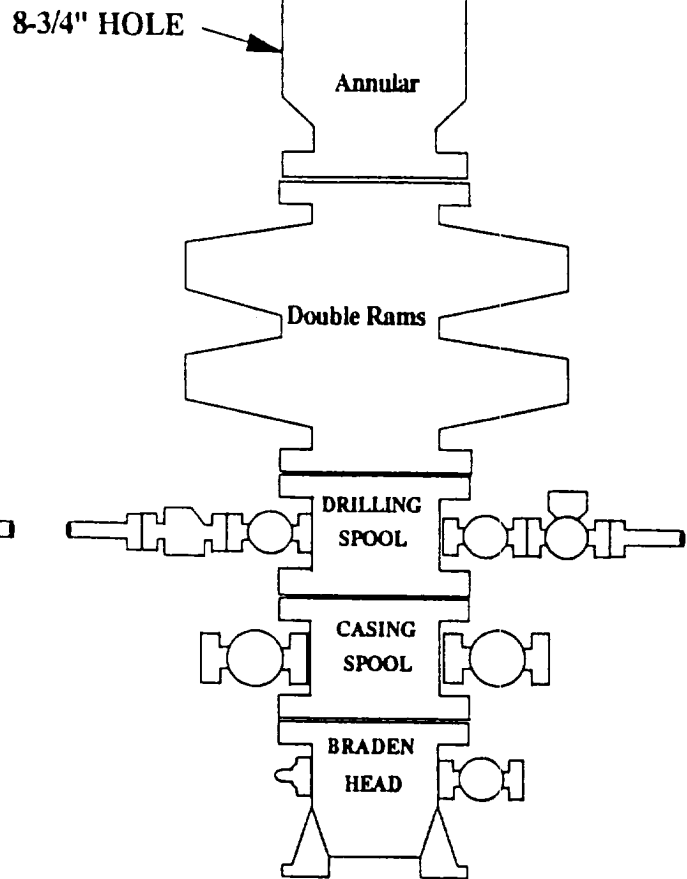 8-3/4" HOLE
Annular
Double Rams
DRILLING
SPOOL
CASING
SPOOL
BRADEN
HEAD